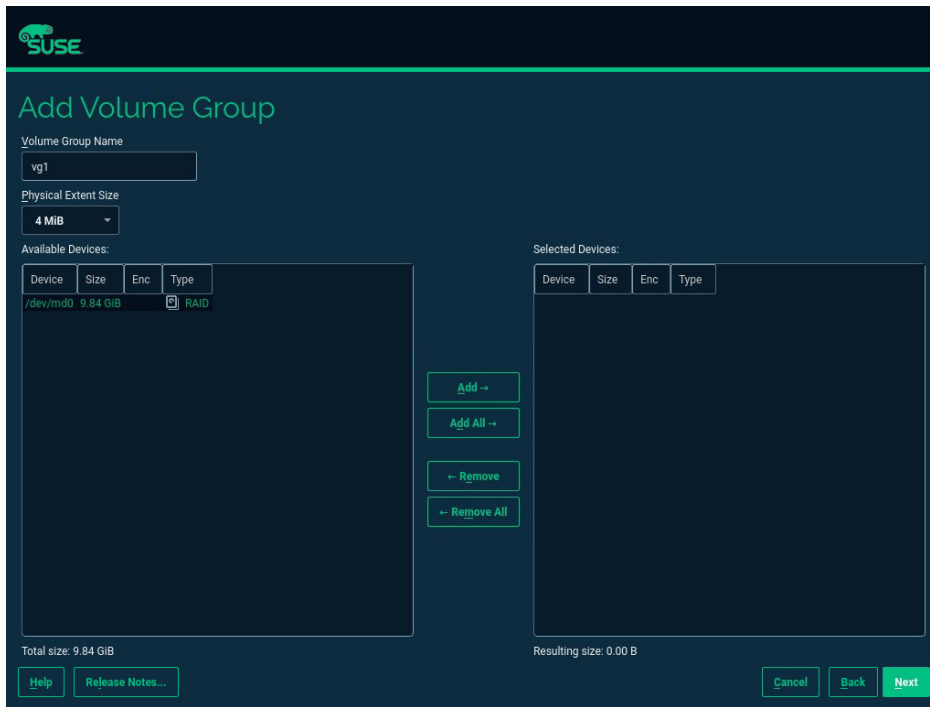 SUSE
Add Volume Group
Volume Group Name
vg1
Physical Extent Size
4 MiB
Available Devices:
Device Size Enc Type
/dev/md0 9.84 GiB RAID
Total size: 9.84 GiB
Add →
Add All →
← Remove
← Remove All
Selected Devices:
Device Size Enc Type
Resulting size: 0.00 B
Help Release Notes... Cancel Back Next